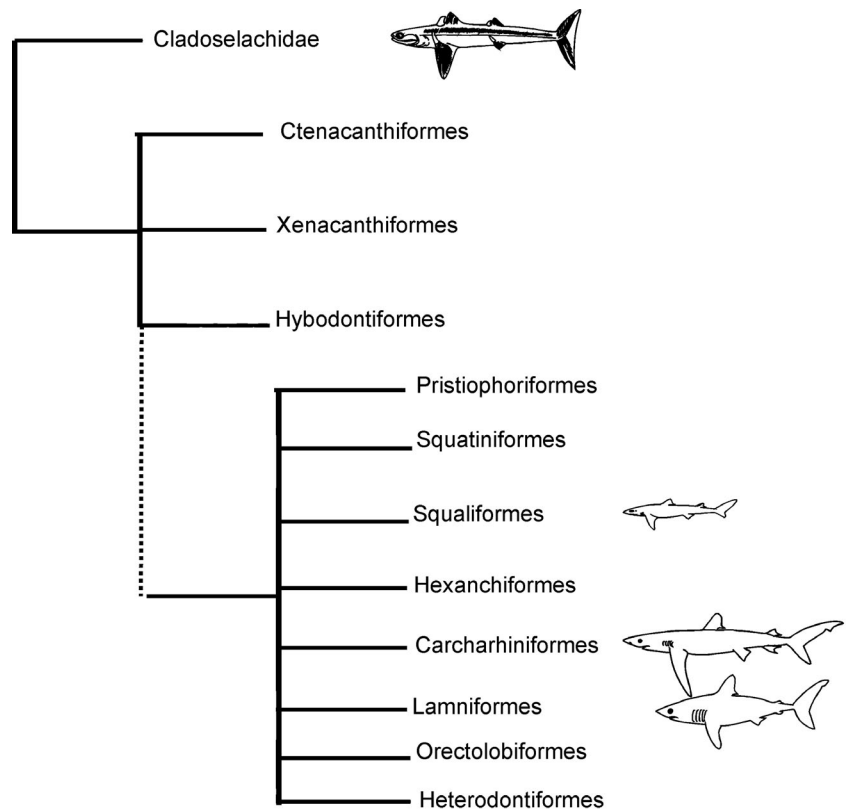 Cladoselachidae
Ctenacanthiformes
Xenacanthiformes
Hybodontiformes
Pristiophoriformes
Squatiniformes
Squaliformes
Hexanchiformes
Carcharhiniformes
Lamniformes
Orectolobiformes
Heterodontiformes